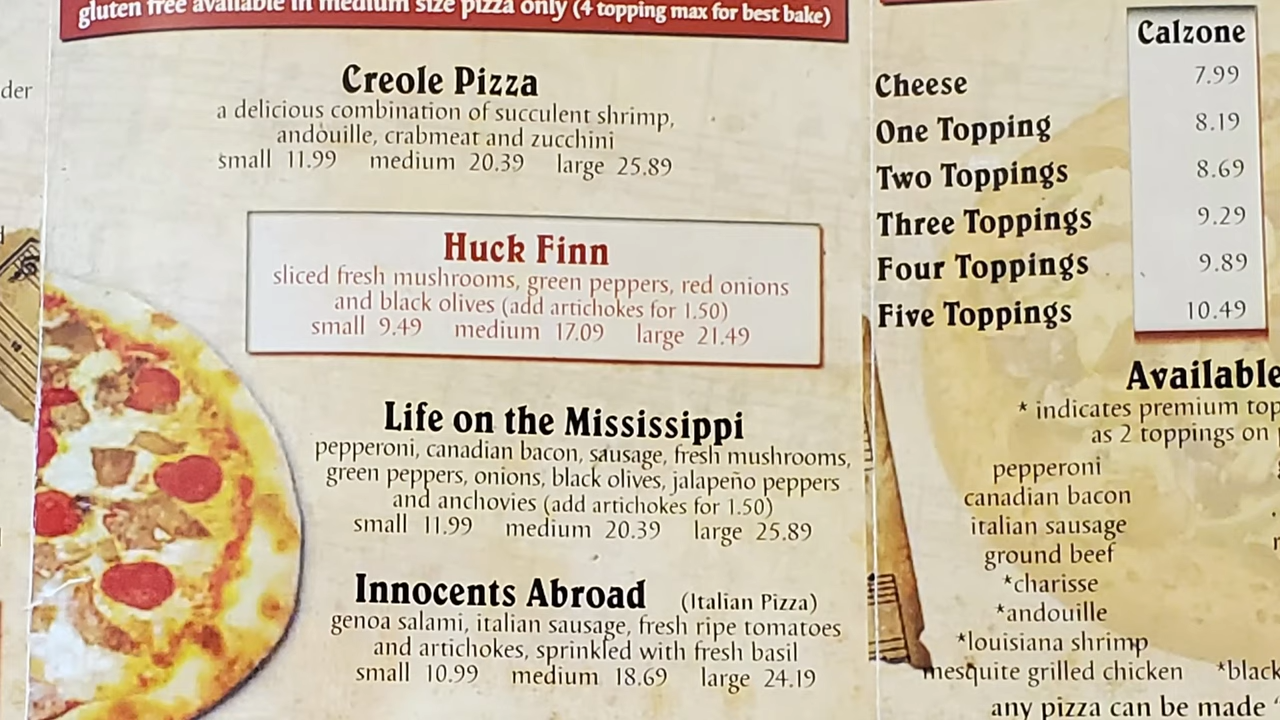 gluten free available in medium size pizza only (4 topping max for best bake)
der
Creole Pizza
a delicious combination of succulent shrimp,
andouille, crabmeat and zucchini
small 11.99 medium 20.39 large 25.89
Huck Finn
sliced fresh mushrooms, green peppers, red onions
and black olives (add artichokes for 1.50)
small 9.49 medium 17.09 large 21.49
Life on the Mississippi
pepperoni, canadian bacon, sausage, fresh mushrooms,
green peppers, onions, black olives, jalapeño peppers
and anchovies (add artichokes for 1.50)
small 11.99 medium 20.39 large 25.89
Innocents Abroad (Italian Pizza)
genoa salami, italian sausage, fresh ripe tomatoes
and artichokes, sprinkled with fresh basil
small 10.99 medium 18.69 large 24.19
Calzone
Cheese 7.99
One Topping 8.19
Two Toppings 8.69
Three Toppings 9.29
Four Toppings 9.89
Five Toppings 10.49
Available
* indicates premium top
as 2 toppings on
pepperoni
canadian bacon
italian sausage
ground beef
*charisse
*andouille
*louisiana shrimp
mesquite grilled chicken *black
any pizza can be made